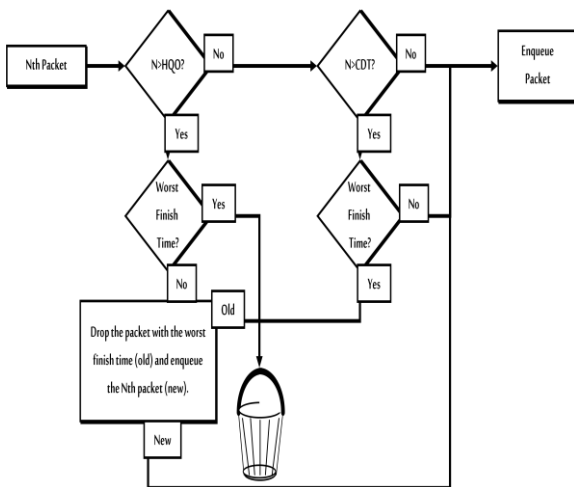 Nth Packet
N>HQO?
No
N>CDT?
No
Enqueue
Packet
Yes
Yes
Worst
Finish
Time?
Yes
Worst
Finish
Time?
No
No
Yes
Old
Drop the packet with the worst
finish time (old) and enqueue
the Nth packet (new).
New